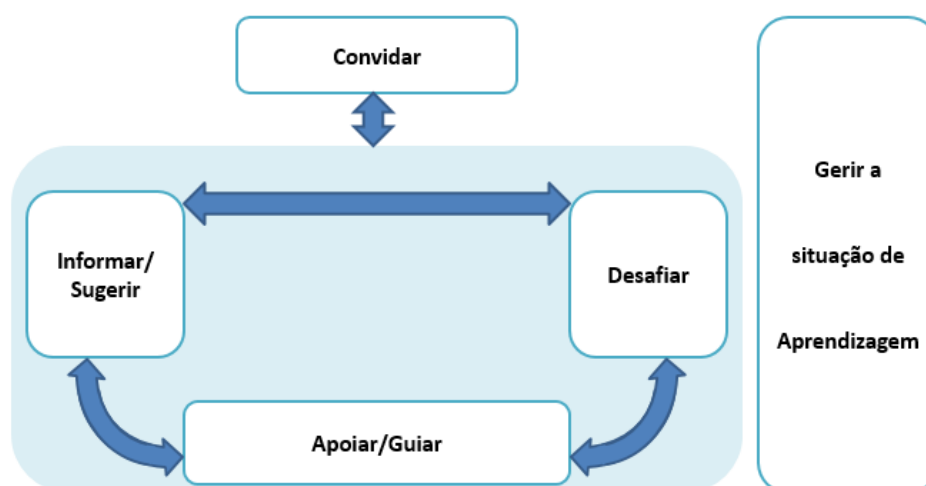 Convidar
Informar/
Sugerir
Desafiar
Apoiar/Guiar
Gerir a
situação de
Aprendizagem